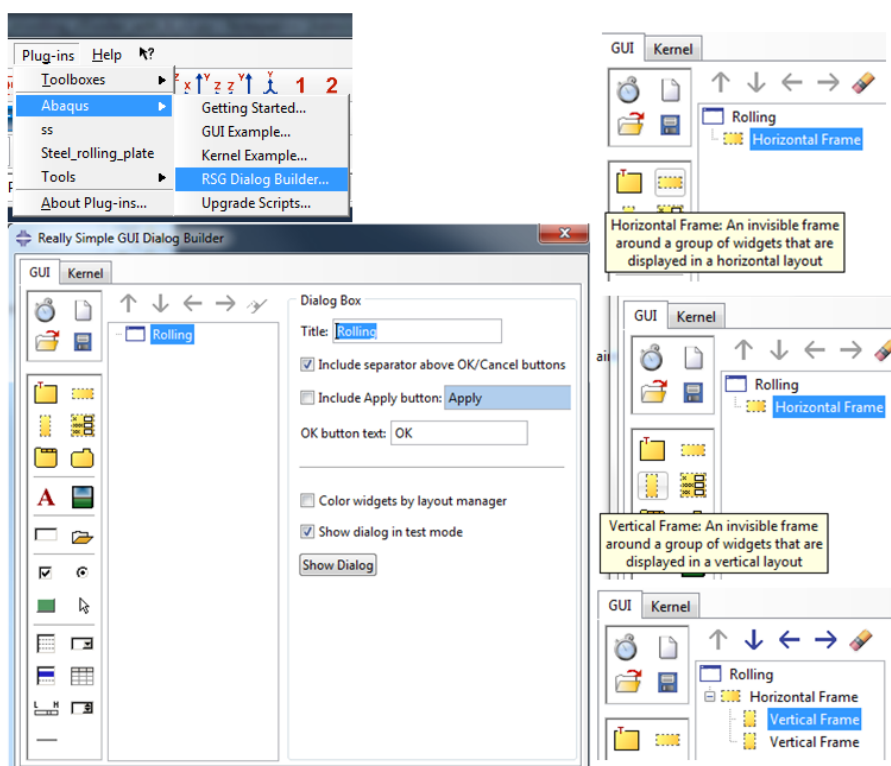 Plug-ins Help
Toolboxes
Abaqus
ss
Steel_rolling_plate
Tools
About Plug-ins...
Getting Started...
GUI Example...
Kernel Example...
RSG Dialog Builder...
Upgrade Scripts...
1 2
Really Simple GUI Dialog Builder
GUI Kernel
Rolling
Dialog Box
Title: Rolling
Include separator above OK/Cancel buttons
Include Apply button: Apply
OK button text: OK
Color widgets by layout manager
Show dialog in test mode
Show Dialog
GUI Kernel
Rolling
Horizontal Frame
Horizontal Frame: An invisible frame
around a group of widgets that are
displayed in a horizontal layout
GUI Kernel
Rolling
Horizontal Frame
Vertical Frame: An invisible frame
around a group of widgets that are
displayed in a vertical layout
GUI Kernel
Rolling
Horizontal Frame
Vertical Frame
Vertical Frame